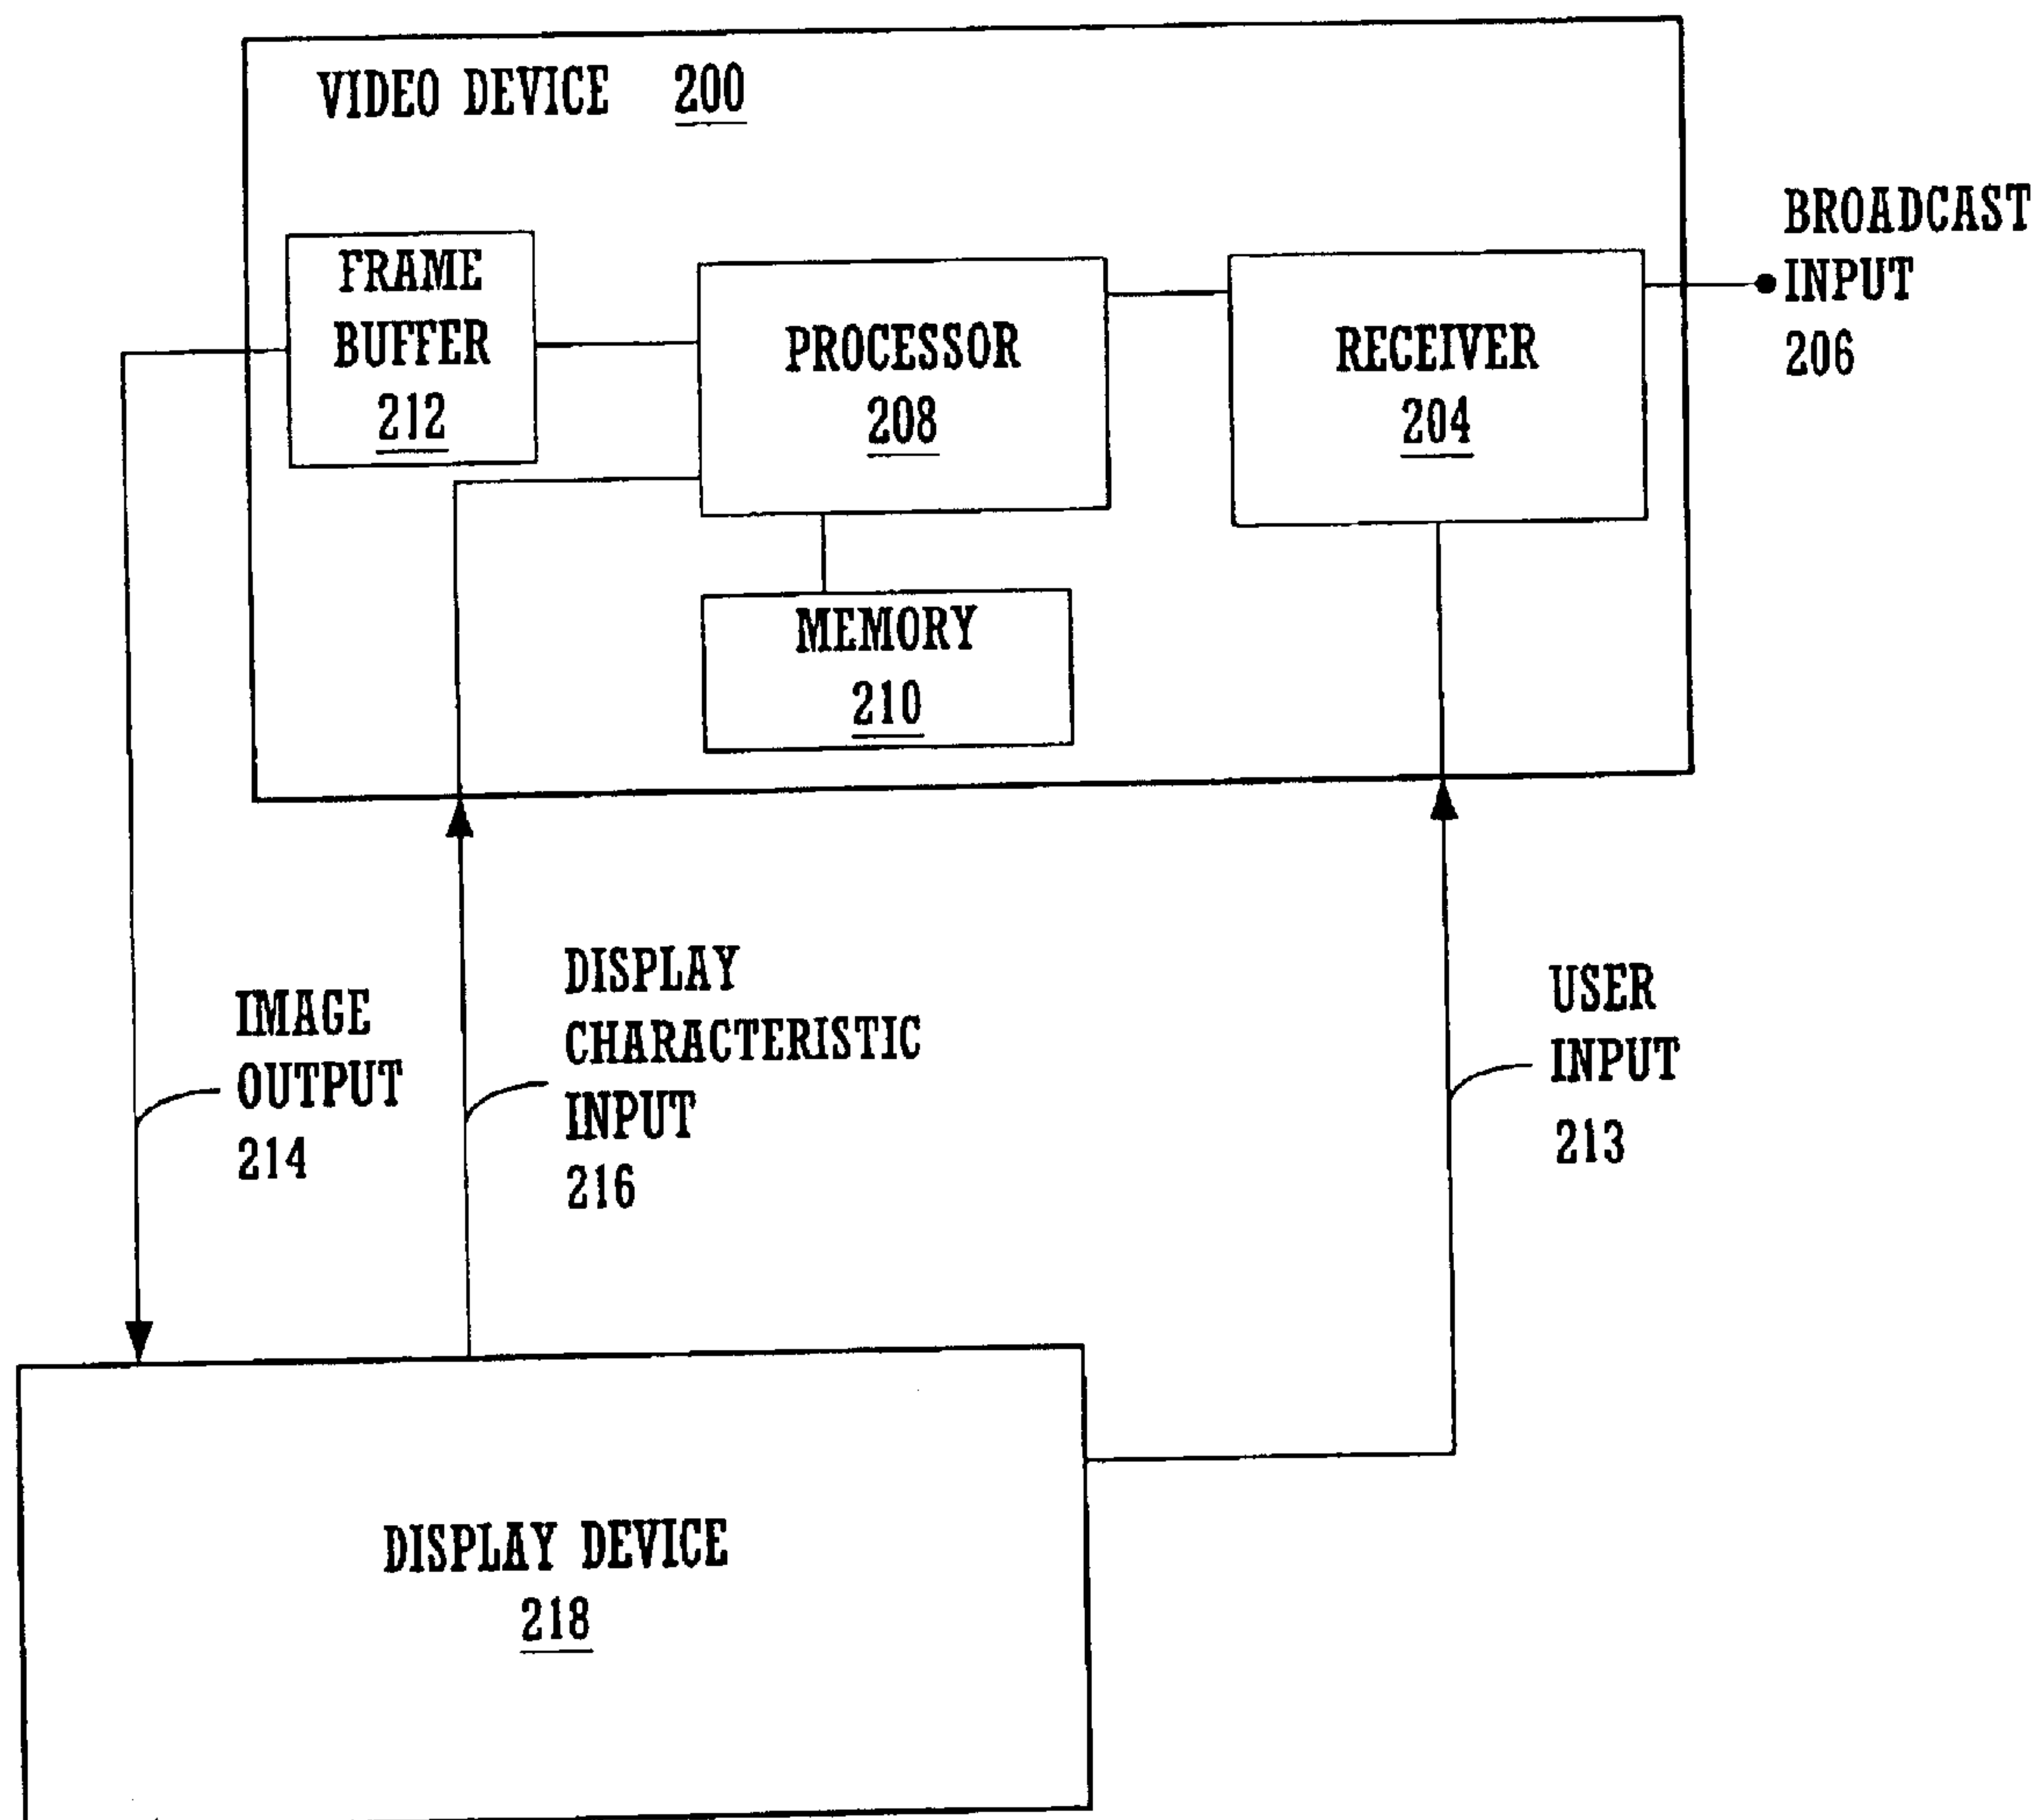 VIDEO DEVICE 200
BROADCAST
INPUT
206
FRAME
BUFFER
212
PROCESSOR
208
RECEIVER
204
MEMORY
210
IMAGE
OUTPUT
214
DISPLAY
CHARACTERISTIC
INPUT
216
USER
INPUT
213
DISPLAY DEVICE
218